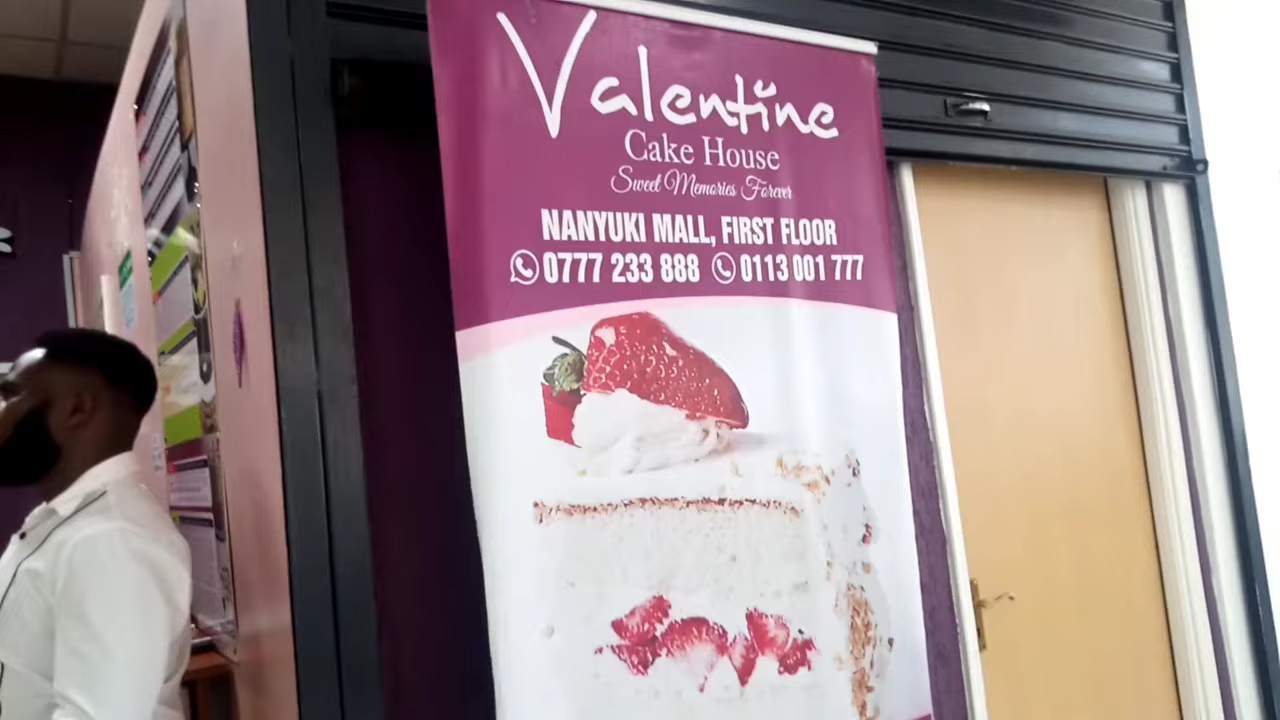 Valentine
Cake House
Sweet Memories Forever
NANYUKI MALL, FIRST FLOOR
0777 233 888 0113 001 777